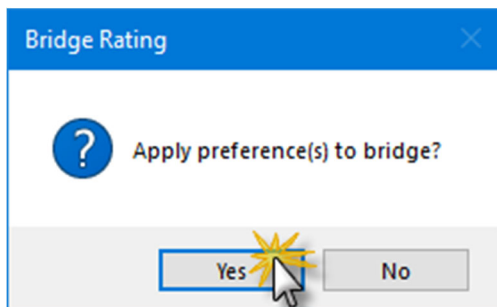 Bridge Rating
Apply preference(s) to bridge?
Yes No